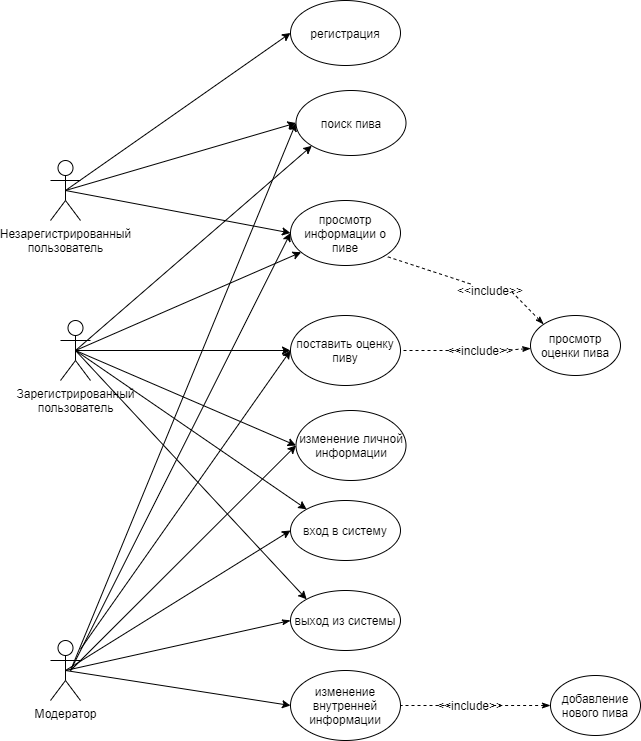 регистрация
поиск пива
Незарегистрированный
пользователь
просмотр
информации о
пиве
<<include>>
Зарегистрированный
пользователь
поставить оценку
пиву
<<include>>
просмотр
оценки пива
изменение личной
информации
вход в систему
выход из системы
Модератор
изменение
внутренней
информации
<<include>>
добавление
нового пива